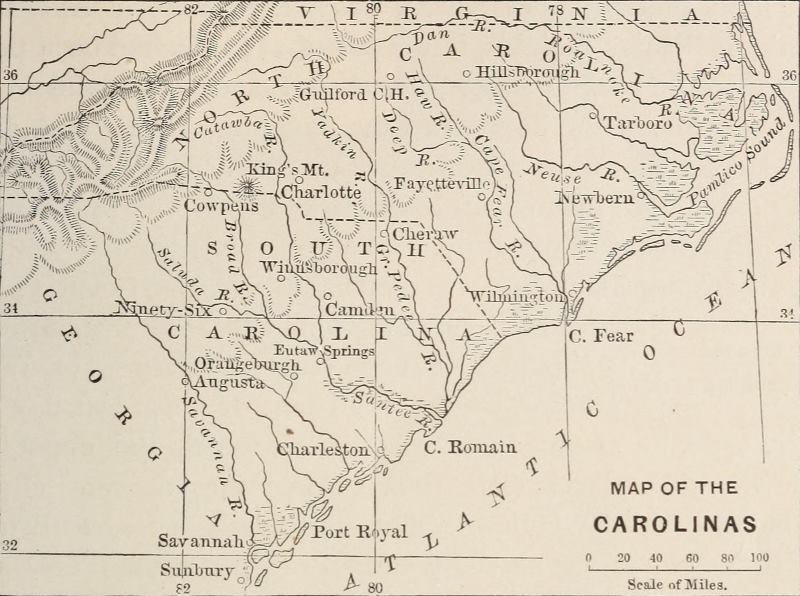 82 80 78
VIRGINIA
Dan R.
Roanoke R.
NORTH CAROLINA
36 36
Hillsborough
Guilford C.H.
Haw R.
Catawba R.
Yadkin R.
Deep R.
Tarboro
Cape Fear R.
Neuse R.
Pamlico Sound
King's Mt.
Charlotte
Fayetteville
Newbern
Cowpens
Broad R.
Cheraw
SOUTH CAROLINA
Saluda R.
Winnsborough
Gr. Pedee R.
Wilmington
Ninety-Six
Camden
34 34
C. Fear
Eutaw Springs
Orangeburgh
Augusta
GEORGIA
Santee R.
Savannah R.
Charleston
C. Romain
ATLANTIC OCEAN
Port Royal
Savannah
32
Sunbury
82 80
MAP OF THE
CAROLINAS
0 20 40 60 80 100
Scale of Miles.